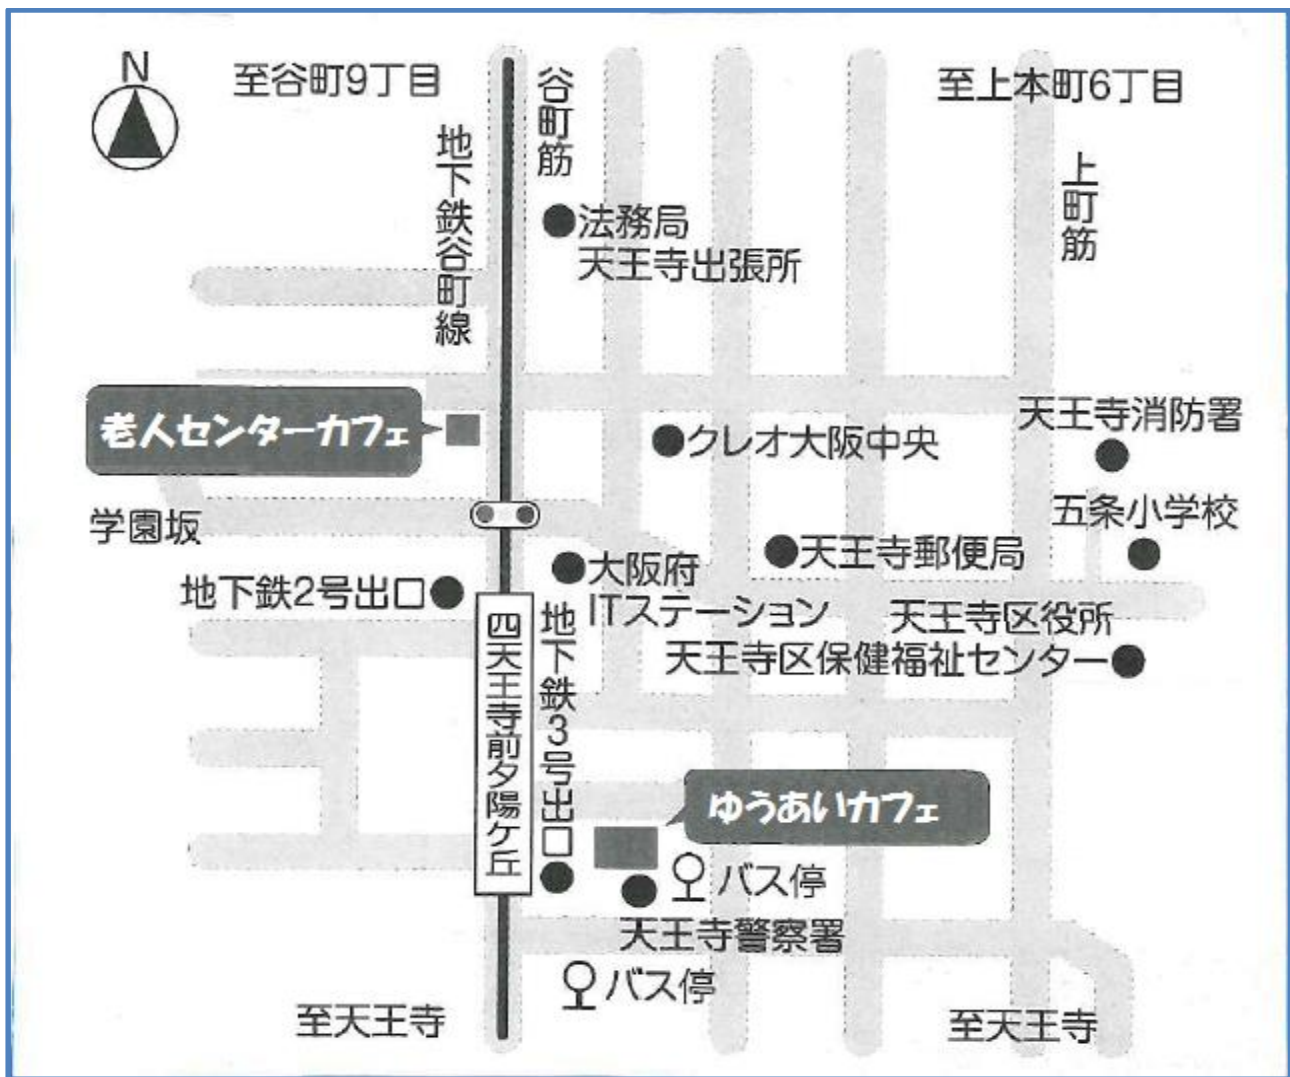 N
至谷町9丁目
谷町筋
至上本町6丁目
地下鉄谷町線
上町筋
法務局
天王寺出張所
老人センターカフェ
クレオ大阪中央
天王寺消防署
学園坂
五条小学校
天王寺郵便局
地下鉄2号出口
大阪府
ITステーション
天王寺区役所
天王寺区保健福祉センター
四天王寺前夕陽ケ丘
地下鉄3号出口
ゆうあいカフェ
バス停
天王寺警察署
バス停
至天王寺
至天王寺